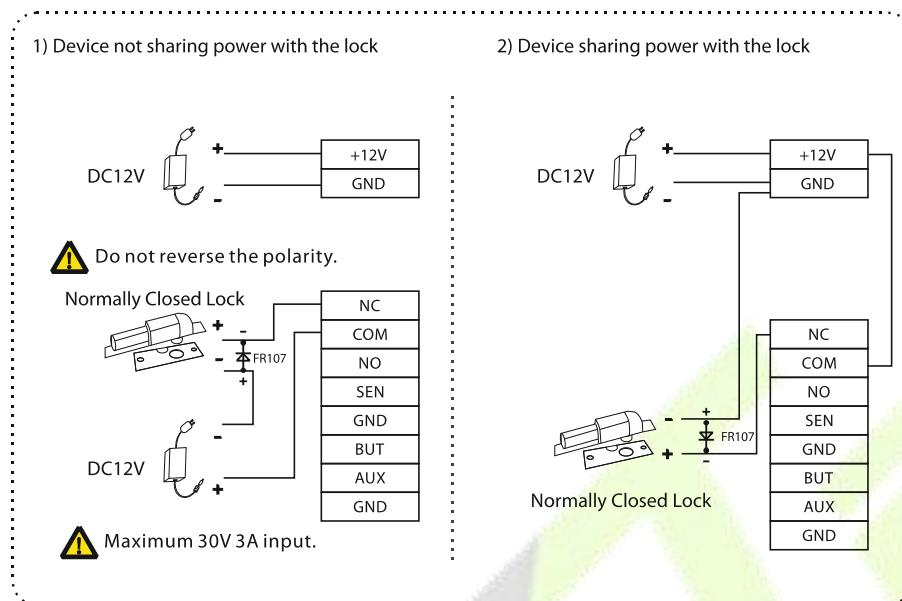 1) Device not sharing power with the lock
DC12V
+
-
+12V
GND
Do not reverse the polarity.
Normally Closed Lock
+
-
-
+
FR107
DC12V
-
+
NC
COM
NO
SEN
GND
BUT
AUX
GND
Maximum 30V 3A input.
2) Device sharing power with the lock
DC12V
+
-
+12V
GND
NC
COM
NO
SEN
GND
BUT
AUX
GND
-
+
+
-
FR107
Normally Closed Lock